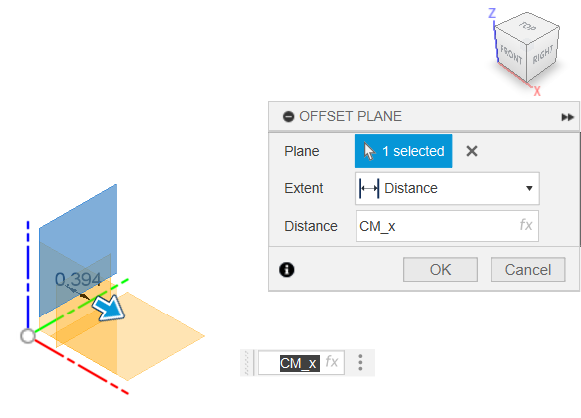 Z
TOP
FRONT
RIGHT
X
OFFSET PLANE
Plane
1 selected
Extent
Distance
Distance
CM_x
fx
OK
Cancel
0.394
CM_x
fx